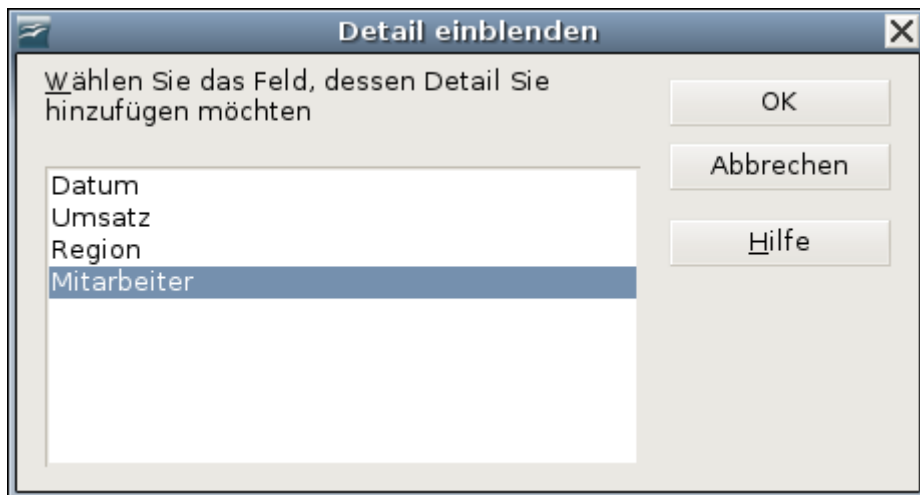 Detail einblenden
Wählen Sie das Feld, dessen Detail Sie
hinzufügen möchten
Datum
Umsatz
Region
Mitarbeiter
OK
Abbrechen
Hilfe